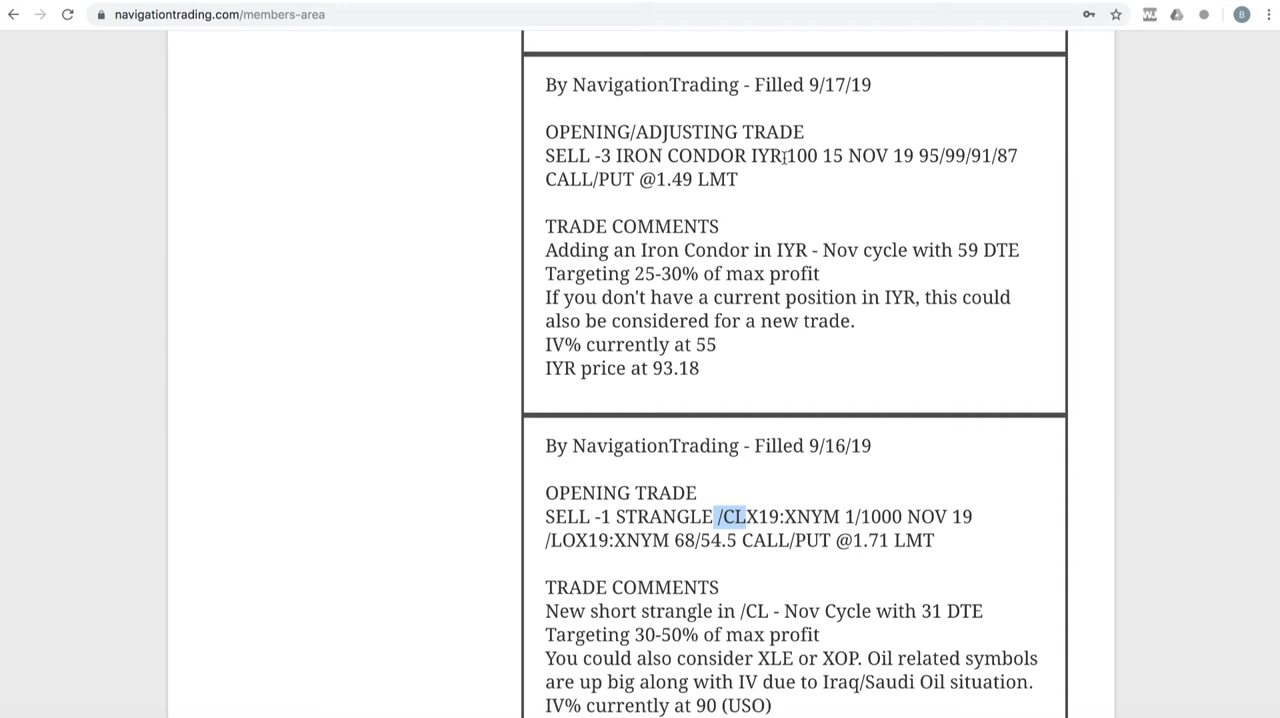 navigationtrading.com/members-area
WJ
B
By NavigationTrading - Filled 9/17/19
OPENING/ADJUSTING TRADE
SELL -3 IRON CONDOR IYR 100 15 NOV 19 95/99/91/87
CALL/PUT @1.49 LMT
TRADE COMMENTS
Adding an Iron Condor in IYR - Nov cycle with 59 DTE
Targeting 25-30% of max profit
If you don't have a current position in IYR, this could
also be considered for a new trade.
IV% currently at 55
IYR price at 93.18
By NavigationTrading - Filled 9/16/19
OPENING TRADE
SELL -1 STRANGLE /CLX19:XNYM 1/1000 NOV 19
/LOX19:XNYM 68/54.5 CALL/PUT @1.71 LMT
TRADE COMMENTS
New short strangle in /CL - Nov Cycle with 31 DTE
Targeting 30-50% of max profit
You could also consider XLE or XOP. Oil related symbols
are up big along with IV due to Iraq/Saudi Oil situation.
IV% currently at 90 (USO)